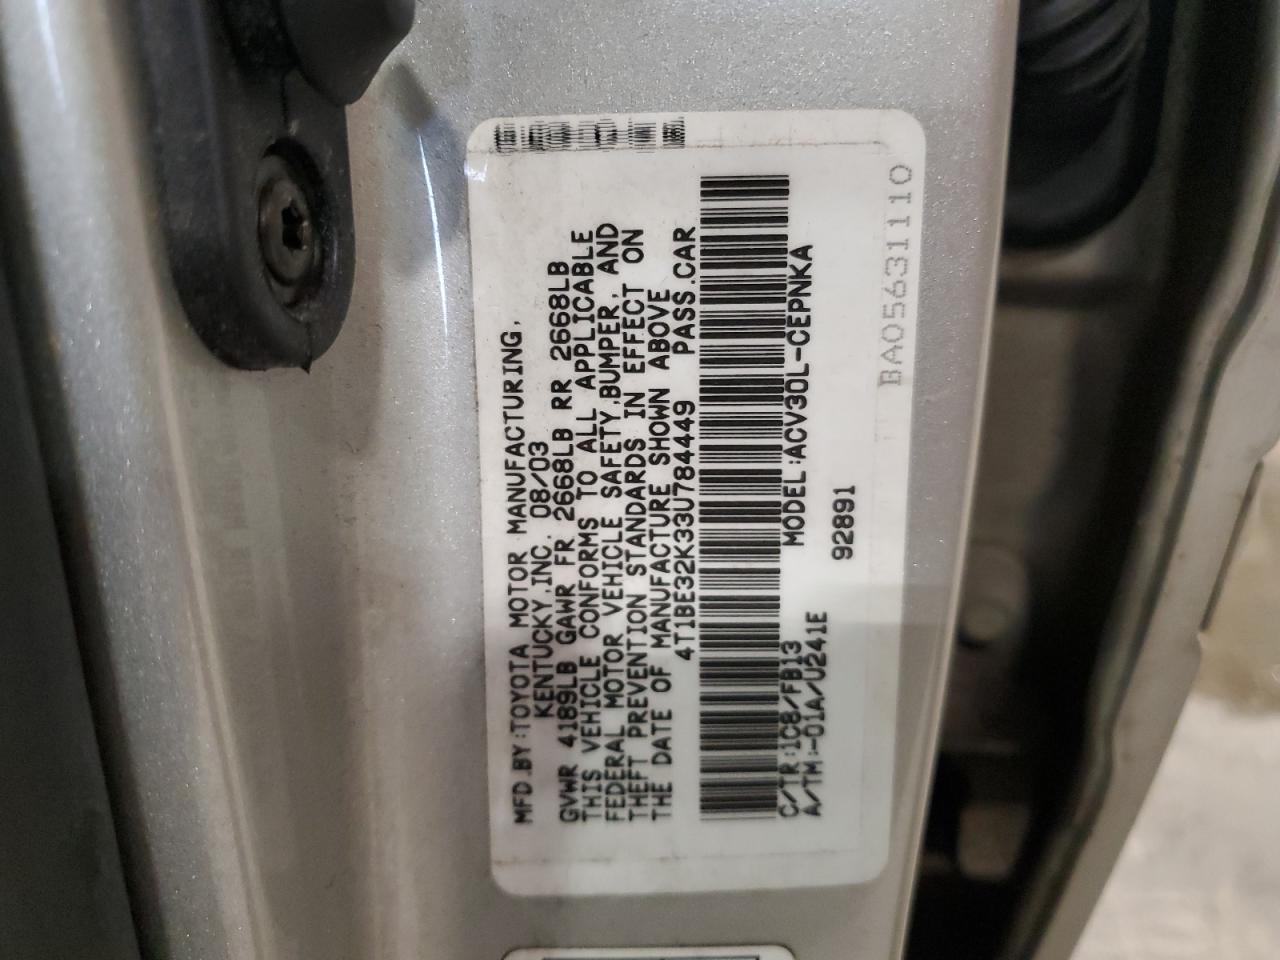 MFD.BY:TOYOTA MOTOR MANUFACTURING,
KENTUCKY,INC. 08/03
GVWR 4189LB GAWR FR 2668LB RR 2668LB
THIS VEHICLE CONFORMS TO ALL APPLICABLE
FEDERAL MOTOR VEHICLE SAFETY,BUMPER, AND
THEFT PREVENTION STANDARDS IN EFFECT ON
THE DATE OF MANUFACTURE SHOWN ABOVE
4T1BE32K33U784449 PASS.CAR
C/TR:1C8/FB13 MODEL:ACV30L-CEPNKA
A/TM:-01A/U241E 92891
BA05631110